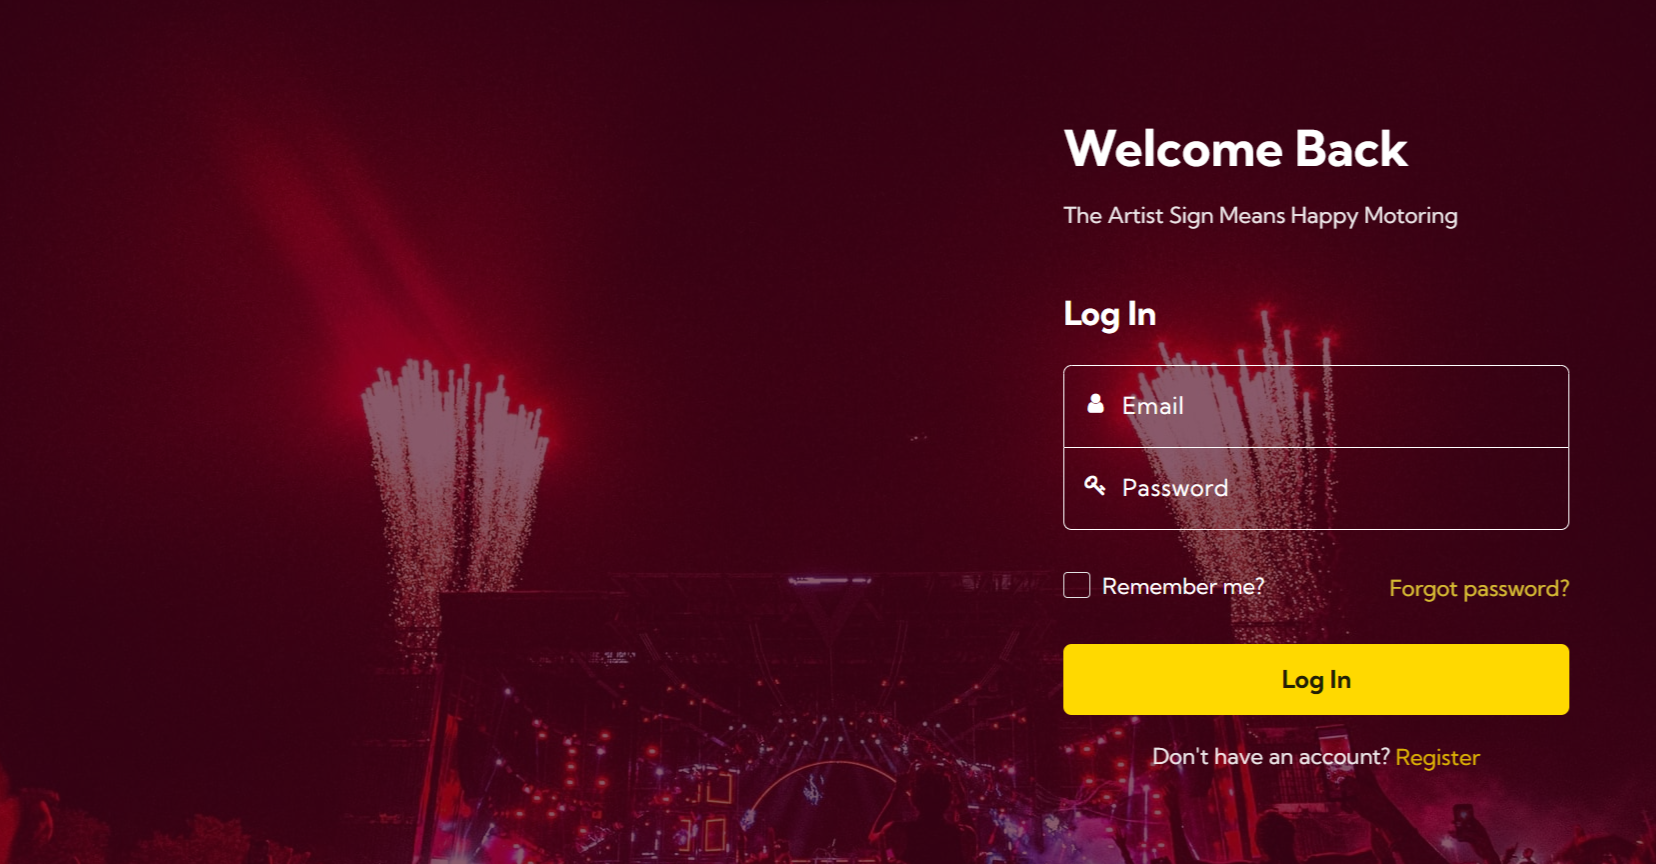 Welcome Back
The Artist Sign Means Happy Motoring
Log In
Email
Password
Remember me?
Forgot password?
Log In
Don't have an account? Register